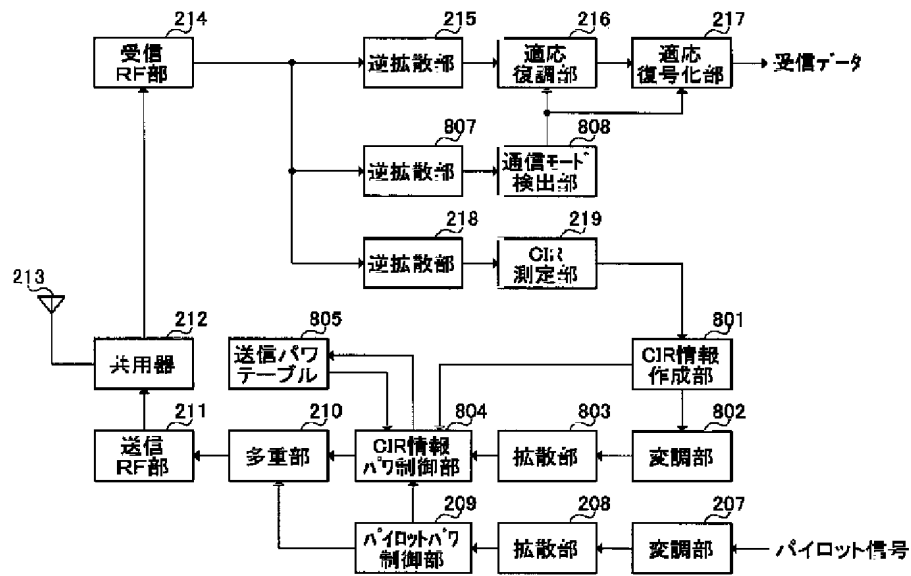 214
受信
RF部
215
逆拡散部
216
適応
復調部
217
適応
復号化部
受信データ
807
逆拡散部
808
通信モード
検出部
218
逆拡散部
219
CIR
測定部
213
212
共用器
805
送信パワ
テーブル
801
CIR情報
作成部
211
送信
RF部
210
多重部
804
CIR情報
パワ制御部
803
拡散部
802
変調部
209
パイロットパワ
制御部
208
拡散部
207
変調部
パイロット信号